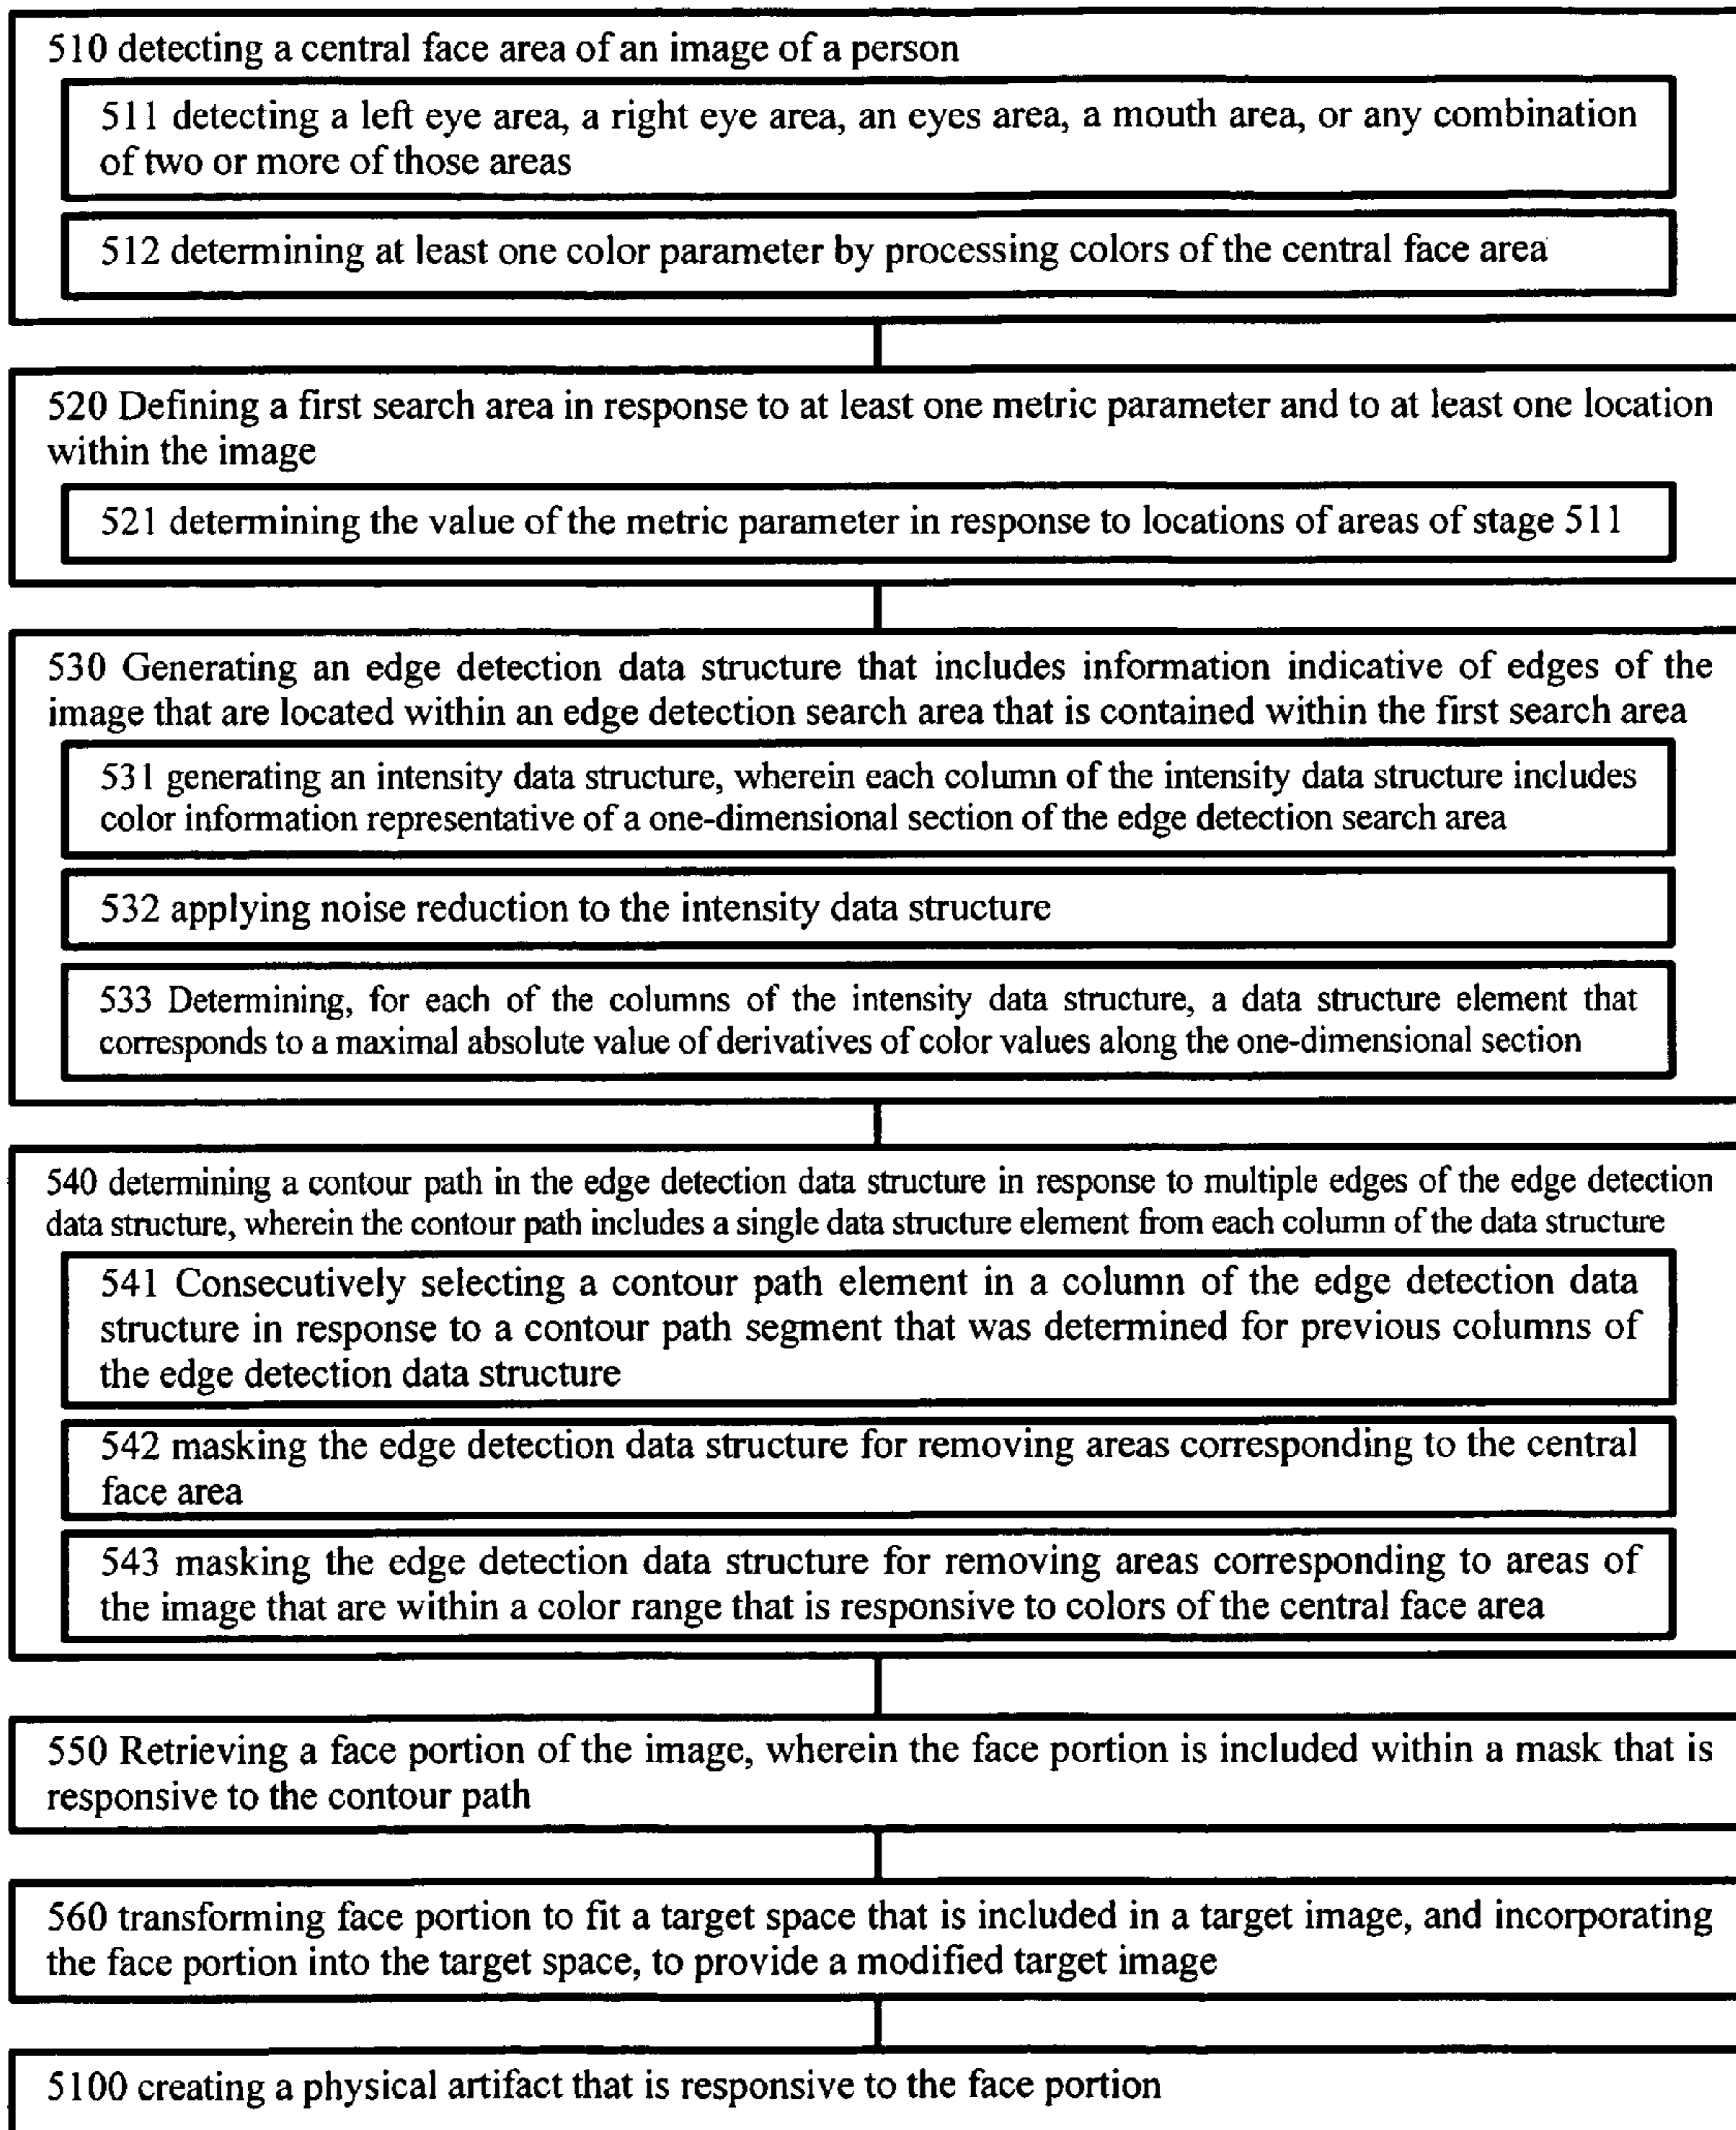 510 detecting a central face area of an image of a person
511 detecting a left eye area, a right eye area, an eyes area, a mouth area, or any combination
of two or more of those areas
512 determining at least one color parameter by processing colors of the central face area
520 Defining a first search area in response to at least one metric parameter and to at least one location
within the image
521 determining the value of the metric parameter in response to locations of areas of stage 511
530 Generating an edge detection data structure that includes information indicative of edges of the
image that are located within an edge detection search area that is contained within the first search area
531 generating an intensity data structure, wherein each column of the intensity data structure includes
color information representative of a one-dimensional section of the edge detection search area
532 applying noise reduction to the intensity data structure
533 Determining, for each of the columns of the intensity data structure, a data structure element that
corresponds to a maximal absolute value of derivatives of color values along the one-dimensional section
540 determining a contour path in the edge detection data structure in response to multiple edges of the edge detection
data structure, wherein the contour path includes a single data structure element from each column of the data structure
541 Consecutively selecting a contour path element in a column of the edge detection data
structure in response to a contour path segment that was determined for previous columns of
the edge detection data structure
542 masking the edge detection data structure for removing areas corresponding to the central
face area
543 masking the edge detection data structure for removing areas corresponding to areas of
the image that are within a color range that is responsive to colors of the central face area
550 Retrieving a face portion of the image, wherein the face portion is included within a mask that is
responsive to the contour path
560 transforming face portion to fit a target space that is included in a target image, and incorporating
the face portion into the target space, to provide a modified target image
5100 creating a physical artifact that is responsive to the face portion